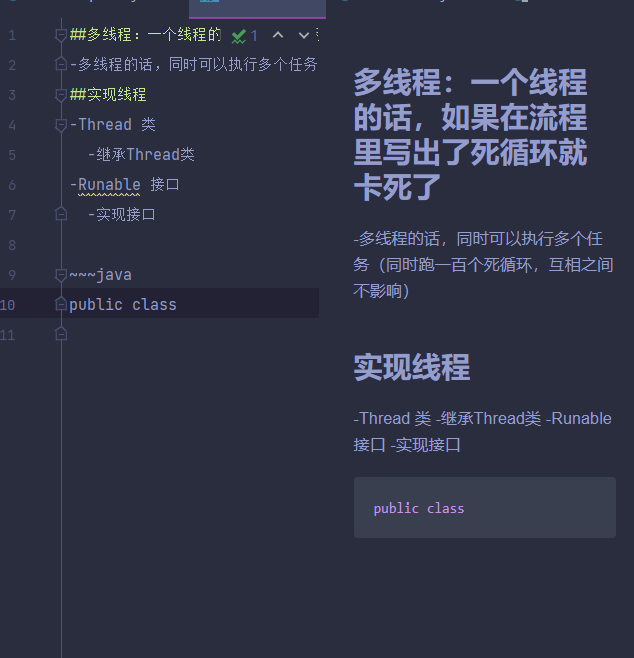 1 ##多线程：一个线程的 1
2 -多线程的话，同时可以执行多个任务
3 ##实现线程
4 -Thread 类
5 -继承Thread类
6 -Runable 接口
7 -实现接口
8
9 ~~~java
10 public class
11
多线程：一个线程
的话，如果在流程
里写出了死循环就
卡死了
-多线程的话，同时可以执行多个任
务（同时跑一百个死循环，互相之间
不影响）
实现线程
-Thread 类 -继承Thread类 -Runable
接口 -实现接口
public class